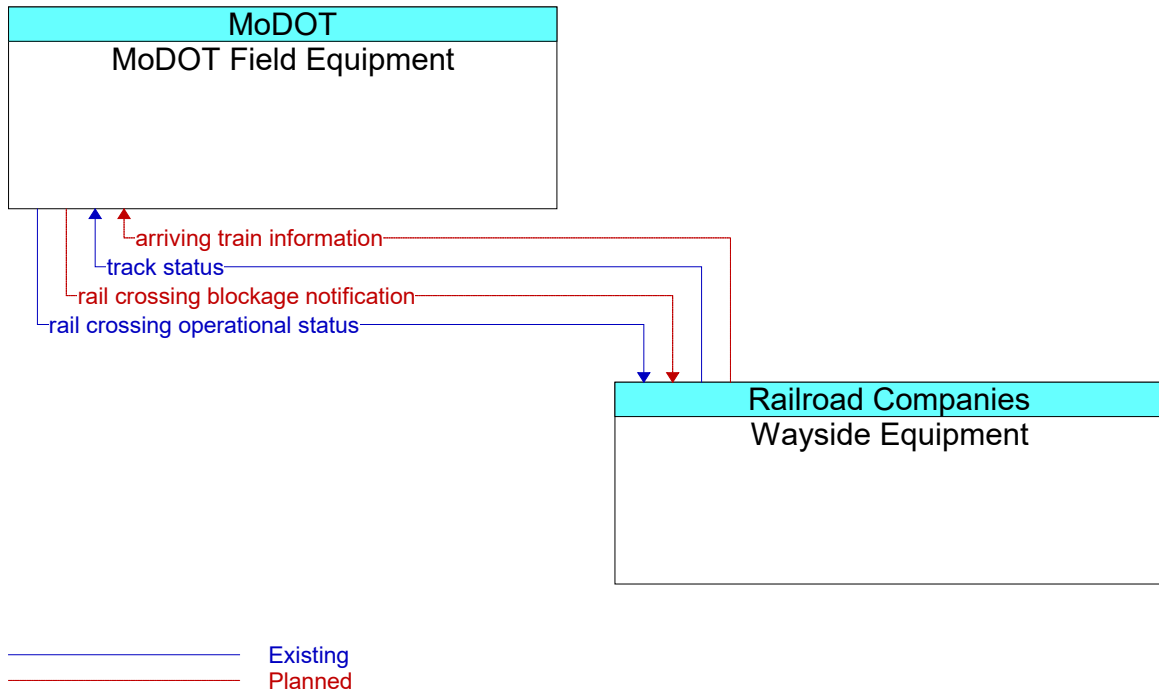 MoDOT
MoDOT Field Equipment
arriving train information
track status
rail crossing blockage notification
rail crossing operational status
Railroad Companies
Wayside Equipment
Existing
Planned